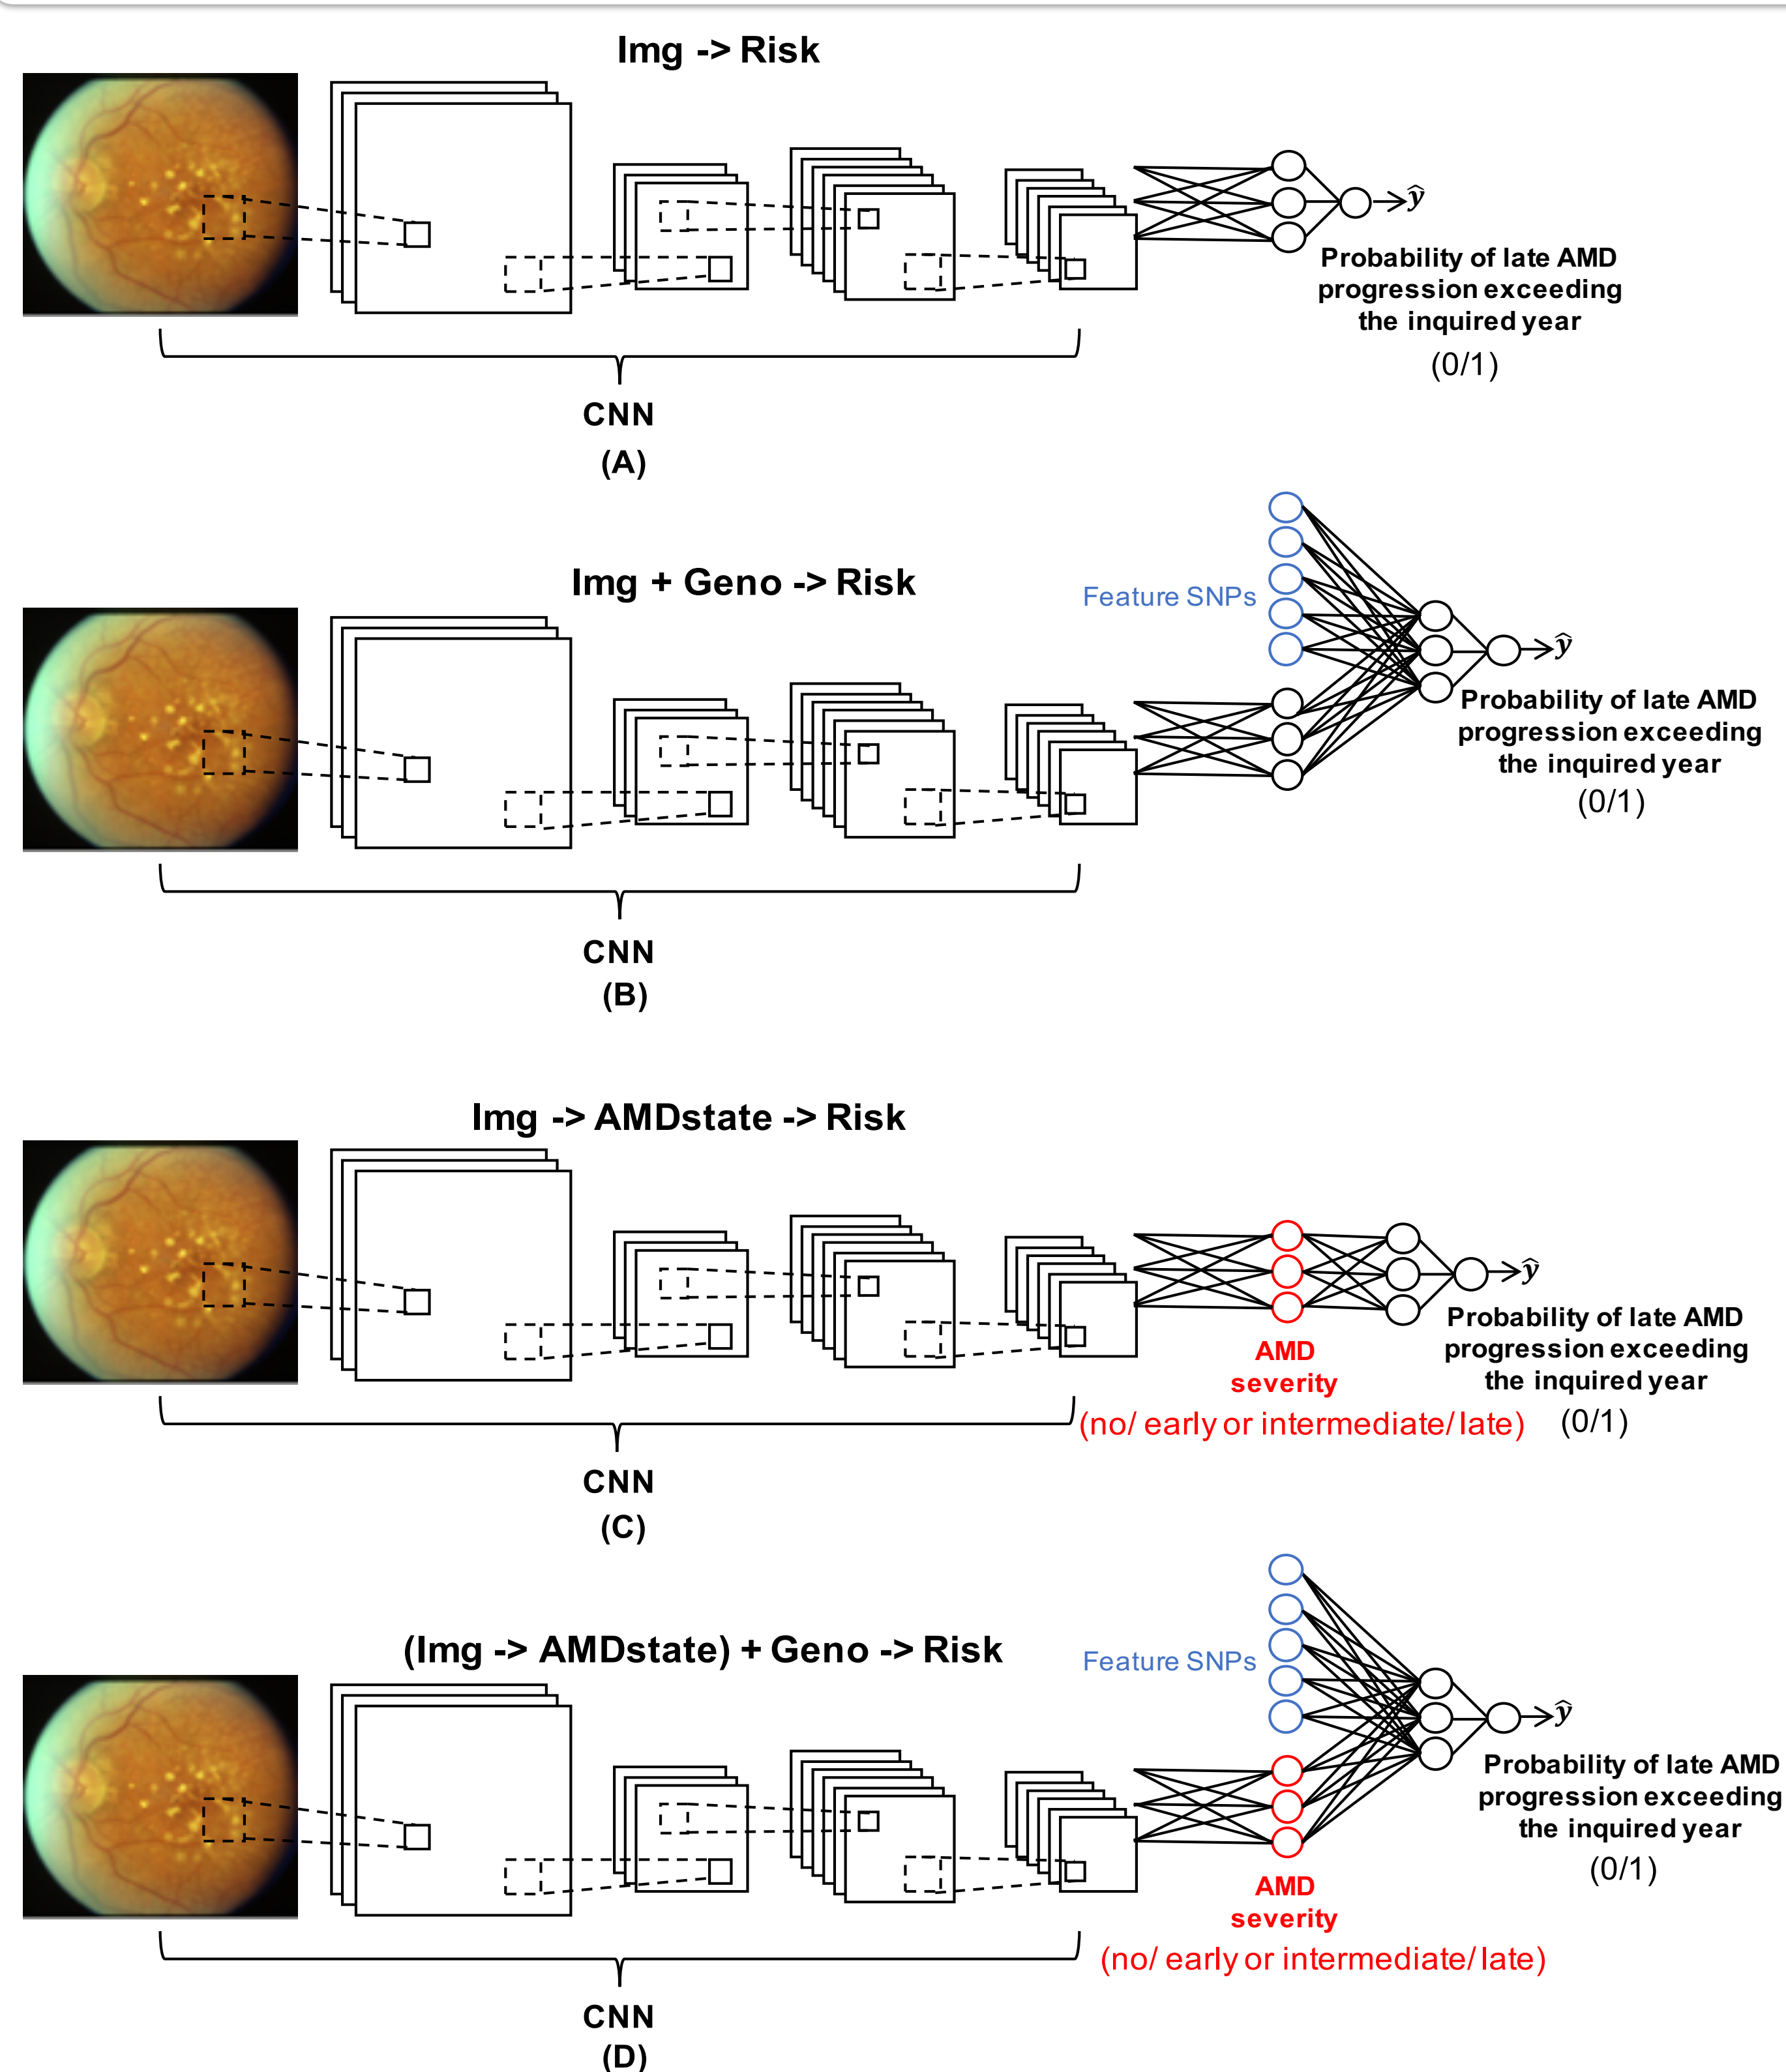 Img -> Risk
ŷ
Probability of late AMD
progression exceeding
the inquired year
(0/1)
CNN
(A)
Img + Geno -> Risk
Feature SNPs
ŷ
Probability of late AMD
progression exceeding
the inquired year
(0/1)
CNN
(B)
Img -> AMDstate -> Risk
ŷ
Probability of late AMD
progression exceeding
the inquired year
(0/1)
AMD
severity
(no/ early or intermediate/ late)
CNN
(C)
(Img -> AMDstate) + Geno -> Risk
Feature SNPs
ŷ
Probability of late AMD
progression exceeding
the inquired year
(0/1)
AMD
severity
(no/ early or intermediate/ late)
CNN
(D)